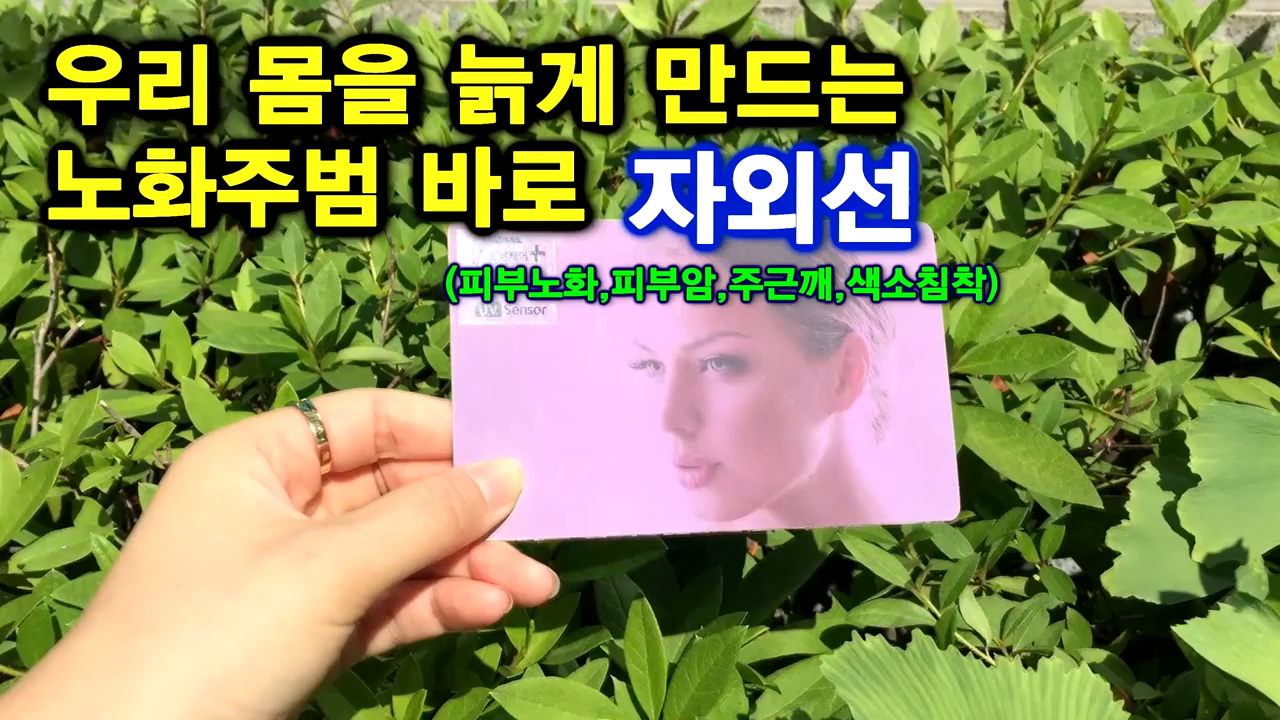 우리 몸을 늙게 만드는
노화주범 바로 자외선
(피부노화,피부암,주근깨,색소침착)
U.V Sensor